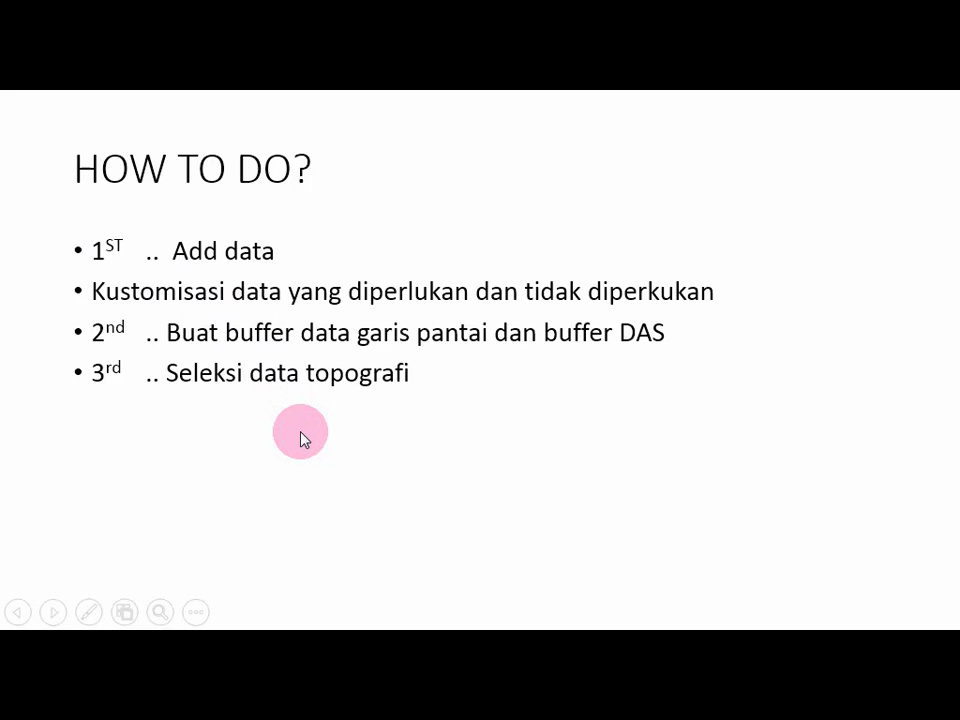 HOW TO DO?
• 1ST .. Add data
• Kustomisasi data yang diperlukan dan tidak diperkukan
• 2nd .. Buat buffer data garis pantai dan buffer DAS
• 3rd .. Seleksi data topografi